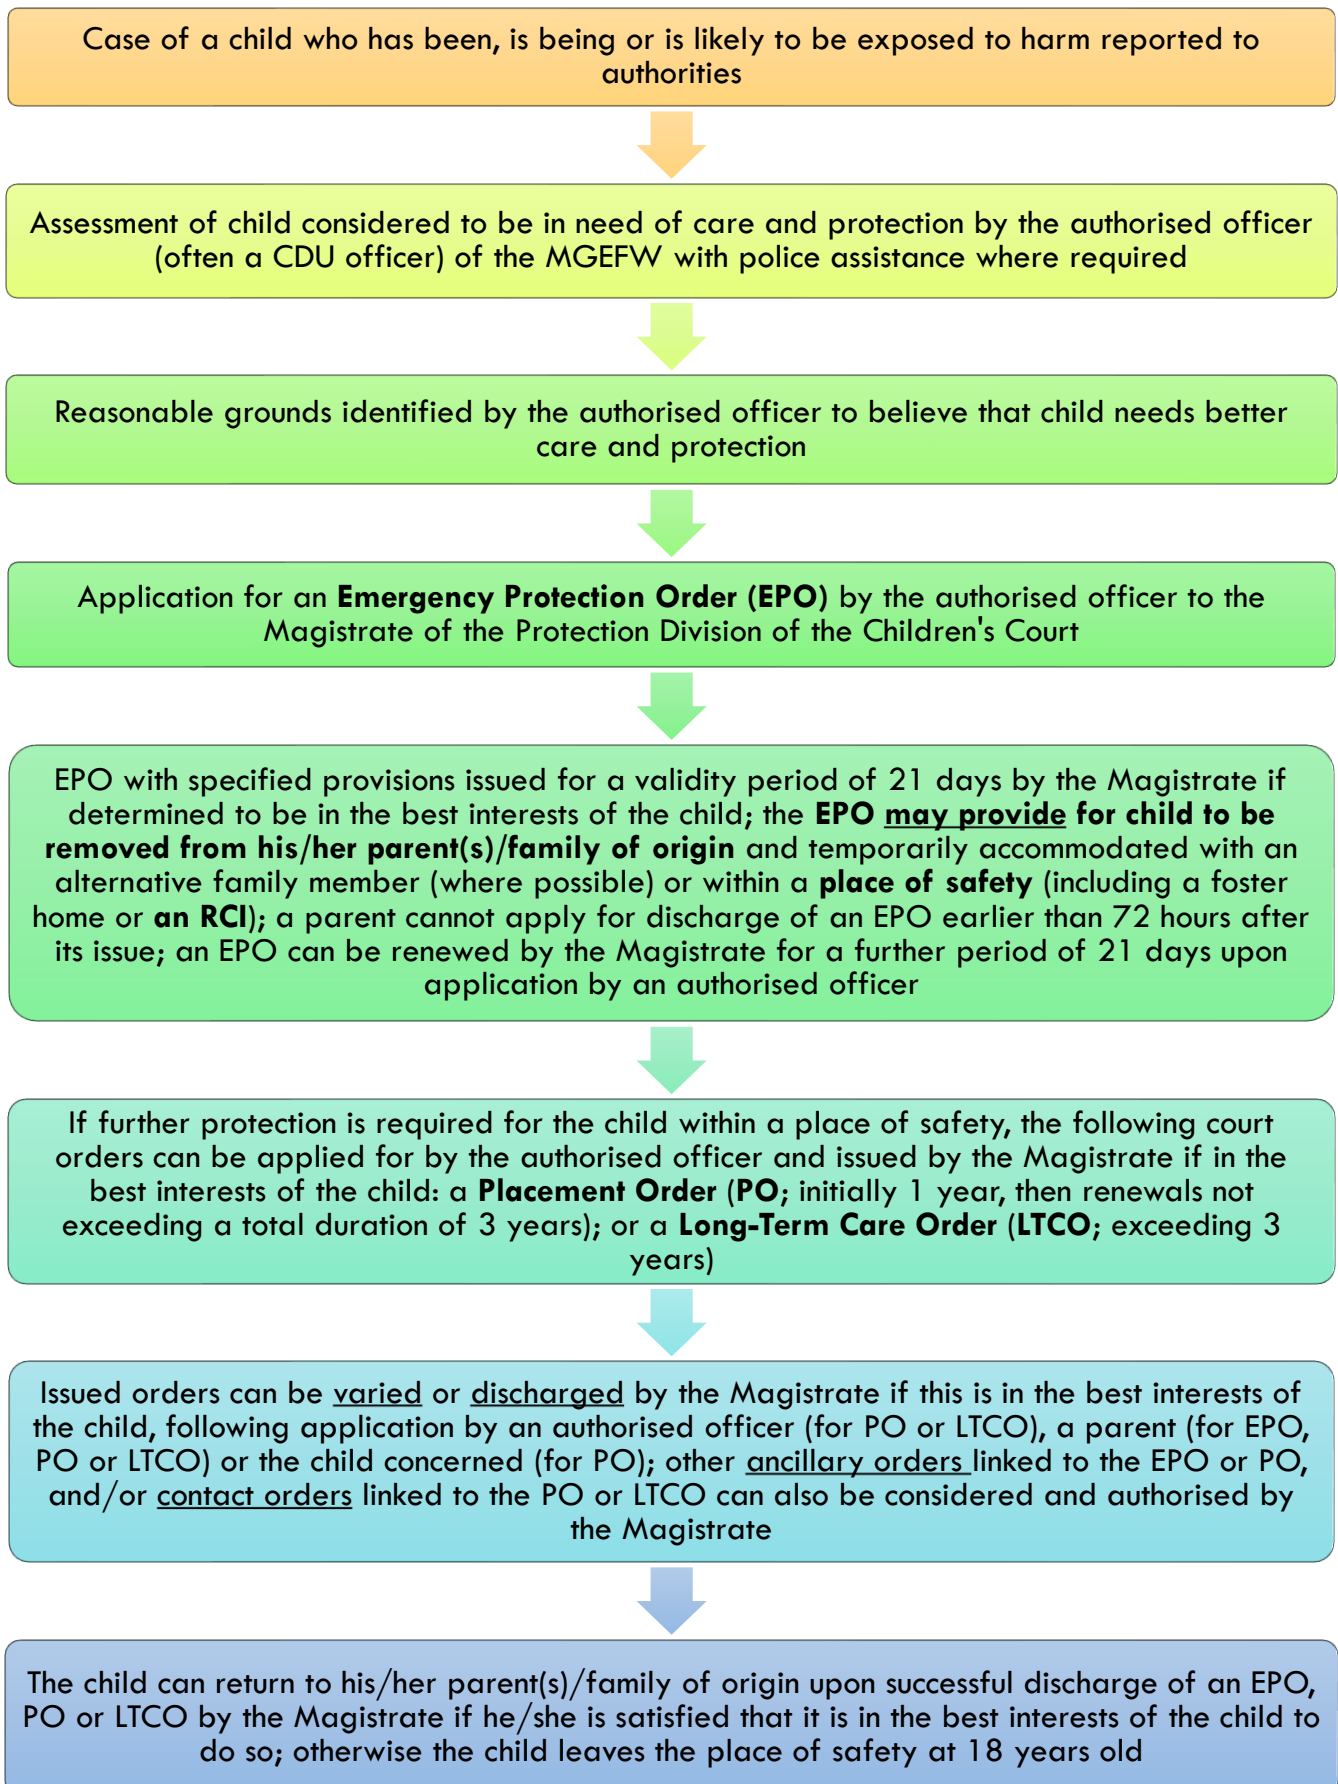 Case of a child who has been, is being or is likely to be exposed to harm reported to
authorities
Assessment of child considered to be in need of care and protection by the authorised officer
(often a CDU officer) of the MGEFW with police assistance where required
Reasonable grounds identified by the authorised officer to believe that child needs better
care and protection
Application for an Emergency Protection Order (EPO) by the authorised officer to the
Magistrate of the Protection Division of the Children's Court
EPO with specified provisions issued for a validity period of 21 days by the Magistrate if
determined to be in the best interests of the child; the EPO may provide for child to be
removed from his/her parent(s)/family of origin and temporarily accommodated with an
alternative family member (where possible) or within a place of safety (including a foster
home or an RCI); a parent cannot apply for discharge of an EPO earlier than 72 hours after
its issue; an EPO can be renewed by the Magistrate for a further period of 21 days upon
application by an authorised officer
If further protection is required for the child within a place of safety, the following court
orders can be applied for by the authorised officer and issued by the Magistrate if in the
best interests of the child: a Placement Order (PO; initially 1 year, then renewals not
exceeding a total duration of 3 years); or a Long-Term Care Order (LTCO; exceeding 3
years)
Issued orders can be varied or discharged by the Magistrate if this is in the best interests of
the child, following application by an authorised officer (for PO or LTCO), a parent (for EPO,
PO or LTCO) or the child concerned (for PO); other ancillary orders linked to the EPO or PO,
and/or contact orders linked to the PO or LTCO can also be considered and authorised by
the Magistrate
The child can return to his/her parent(s)/family of origin upon successful discharge of an EPO,
PO or LTCO by the Magistrate if he/she is satisfied that it is in the best interests of the child to
do so; otherwise the child leaves the place of safety at 18 years old